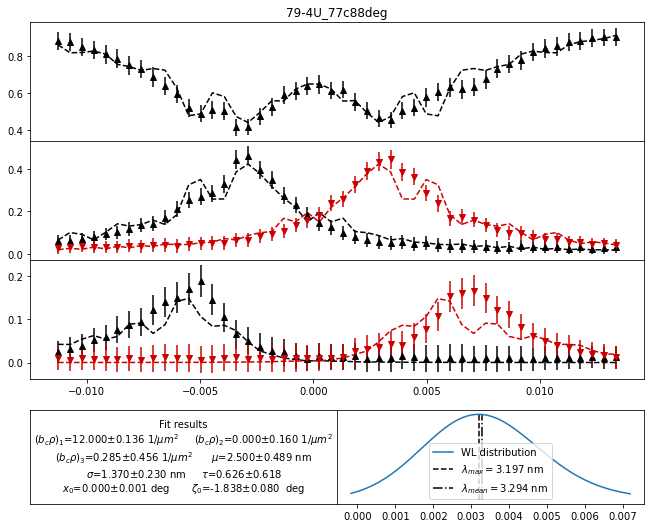 79-4U_77c88deg
0.8
0.6
0.4
0.4
0.2
0.0
0.2
0.1
0.0
−0.010 −0.005 0.000 0.005 0.010
Fit results
(b_cρ)_1=12.000±0.136 1/μm² (b_cρ)_2=0.000±0.160 1/μm²
(b_cρ)_3=0.285±0.456 1/μm² μ=2.500±0.489 nm
σ=1.370±0.230 nm τ=0.626±0.618
x_0=0.000±0.001 deg ζ_0=-1.838±0.080 deg
WL distribution
λ_max = 3.197 nm
λ_mean = 3.294 nm
0.000 0.001 0.002 0.003 0.004 0.005 0.006 0.007